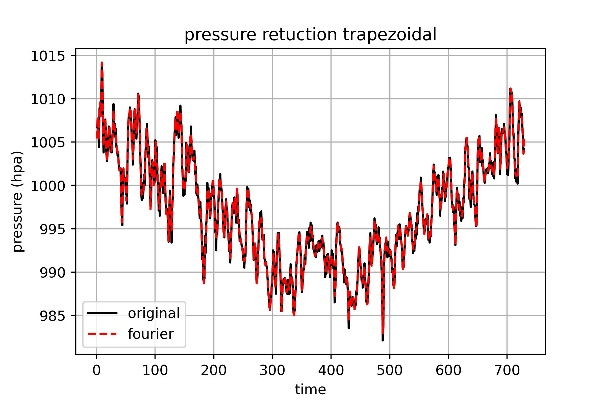 pressure retuction trapezoidal
1015
1010
1005
1000
995
990
985
pressure (hpa)
original
fourier
0 100 200 300 400 500 600 700
time